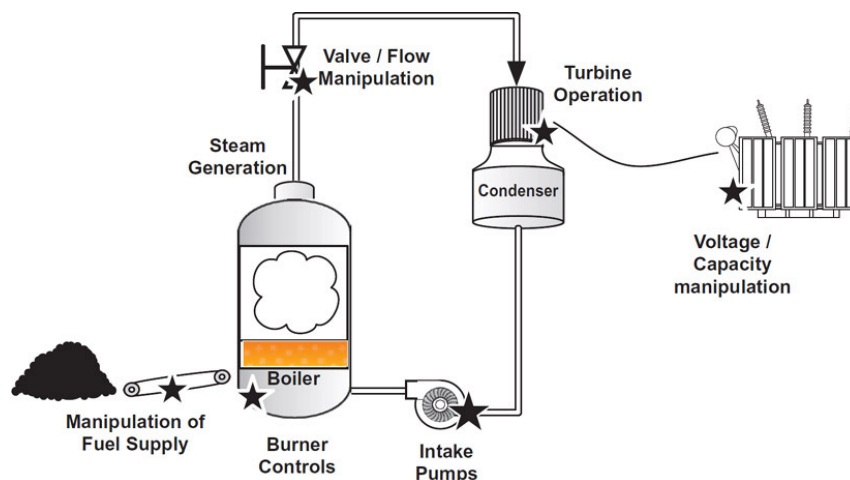 Valve / Flow
Manipulation
Turbine
Operation
Steam
Generation
Condenser
Voltage /
Capacity
manipulation
Boiler
Manipulation of
Fuel Supply
Burner
Controls
Intake
Pumps